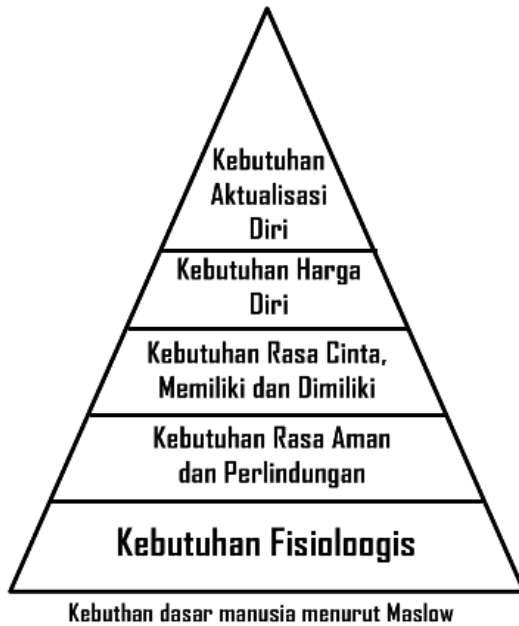 Kebutuhan
Aktualisasi
Diri
Kebutuhan Harga
Diri
Kebutuhan Rasa Cinta,
Memiliki dan Dimiliki
Kebutuhan Rasa Aman
dan Perlindungan
Kebutuhan Fisioloogis
Kebuthan dasar manusia menurut Maslow